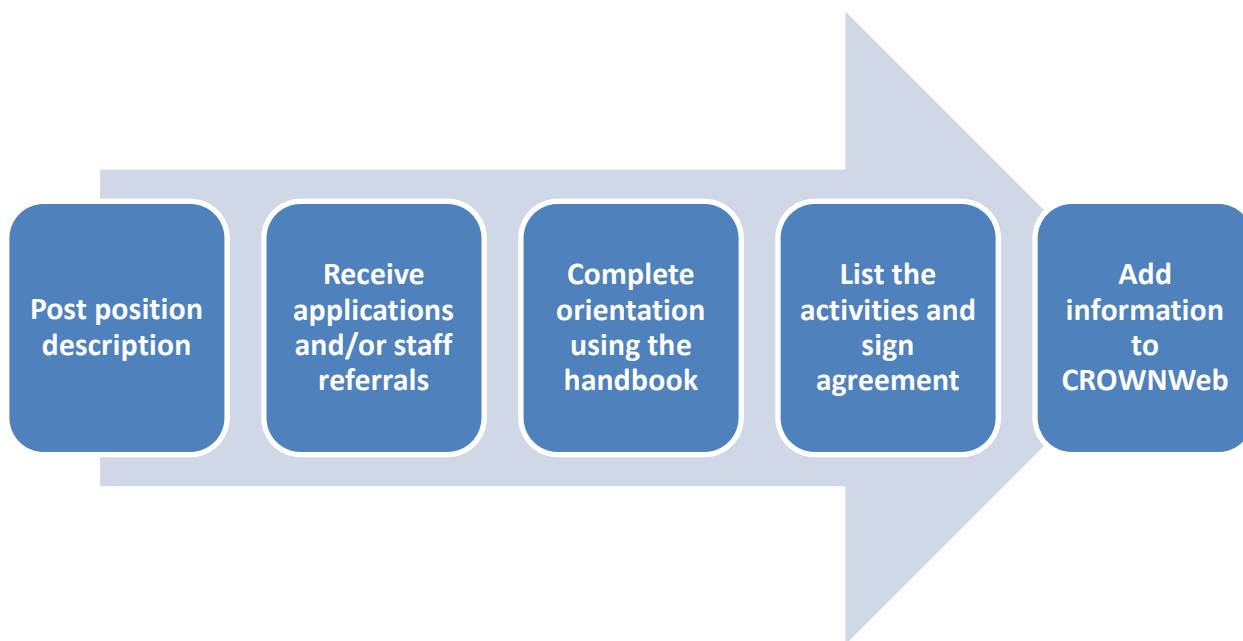 Post position
description
Receive
applications
and/or staff
referrals
Complete
orientation
using the
handbook
List the
activities and
sign
agreement
Add
information
to
CROWNWeb